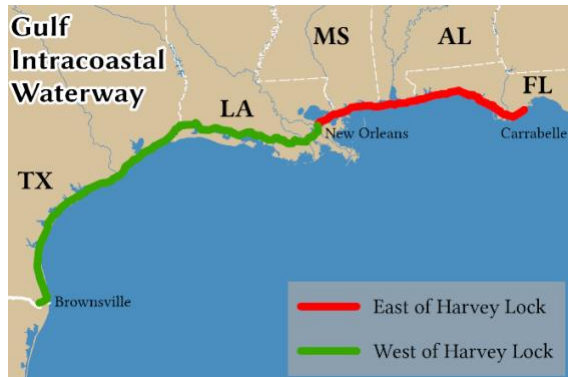 Gulf
Intracoastal
Waterway
MS
AL
FL
LA
New Orleans
Carrabelle
TX
Brownsville
East of Harvey Lock
West of Harvey Lock